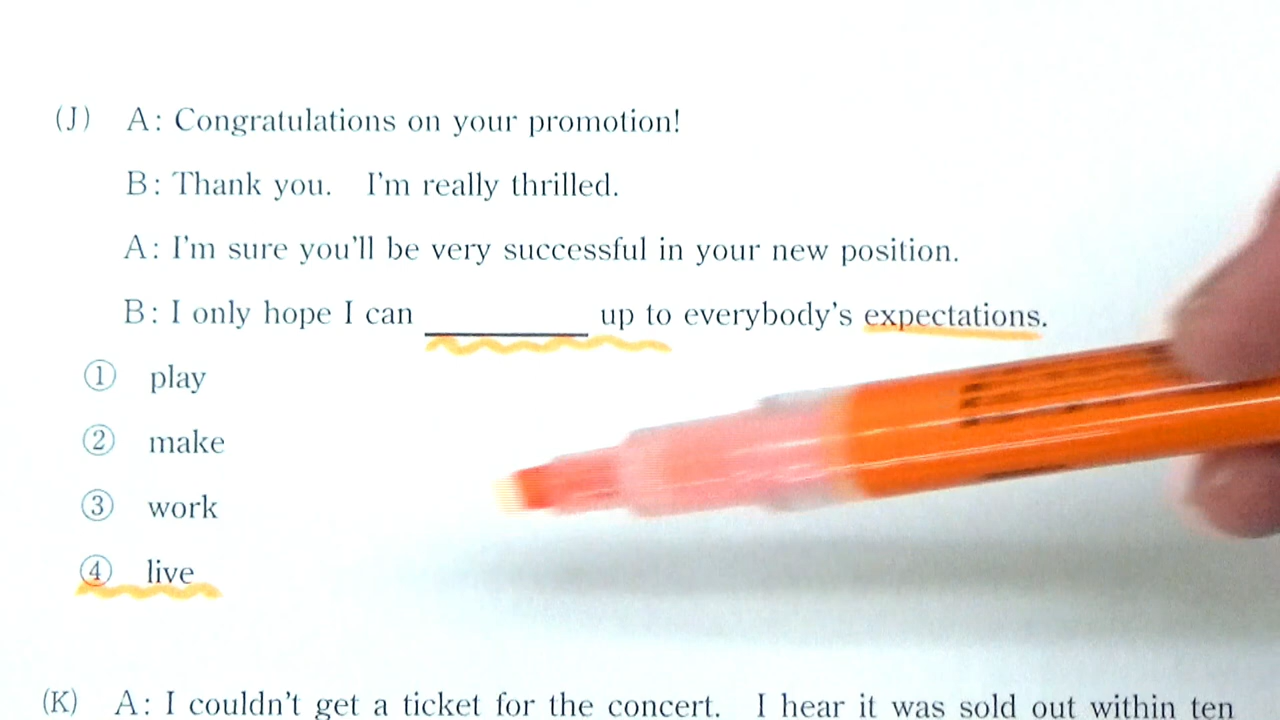 (J) A: Congratulations on your promotion!
B: Thank you. I'm really thrilled.
A: I'm sure you'll be very successful in your new position.
B: I only hope I can ________ up to everybody's expectations.
① play
② make
③ work
④ live
(K) A: I couldn't get a ticket for the concert. I hear it was sold out within ten